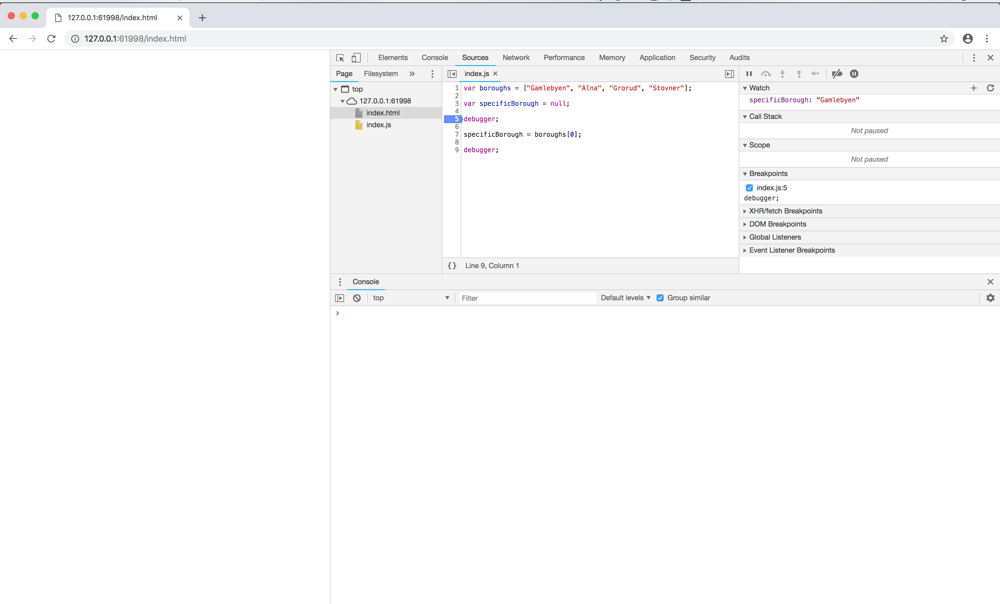 127.0.0.1:61998/index.html
127.0.0.1:61998/index.html
Elements Console Sources Network Performance Memory Application Security Audits
Page Filesystem » index.js
top
127.0.0.1:61998
index.html
index.js
1 var boroughs = ["Gamlebyen", "Alna", "Grorud", "Stovner"];
2
3 var specificBorough = null;
4
5 debugger;
6
7 specificBorough = boroughs[0];
8
9 debugger;
{} Line 9, Column 1
Watch
specificBorough: "Gamlebyen"
Call Stack
Not paused
Scope
Not paused
Breakpoints
index.js:5
debugger;
XHR/fetch Breakpoints
DOM Breakpoints
Global Listeners
Event Listener Breakpoints
Console
top Filter Default levels Group similar